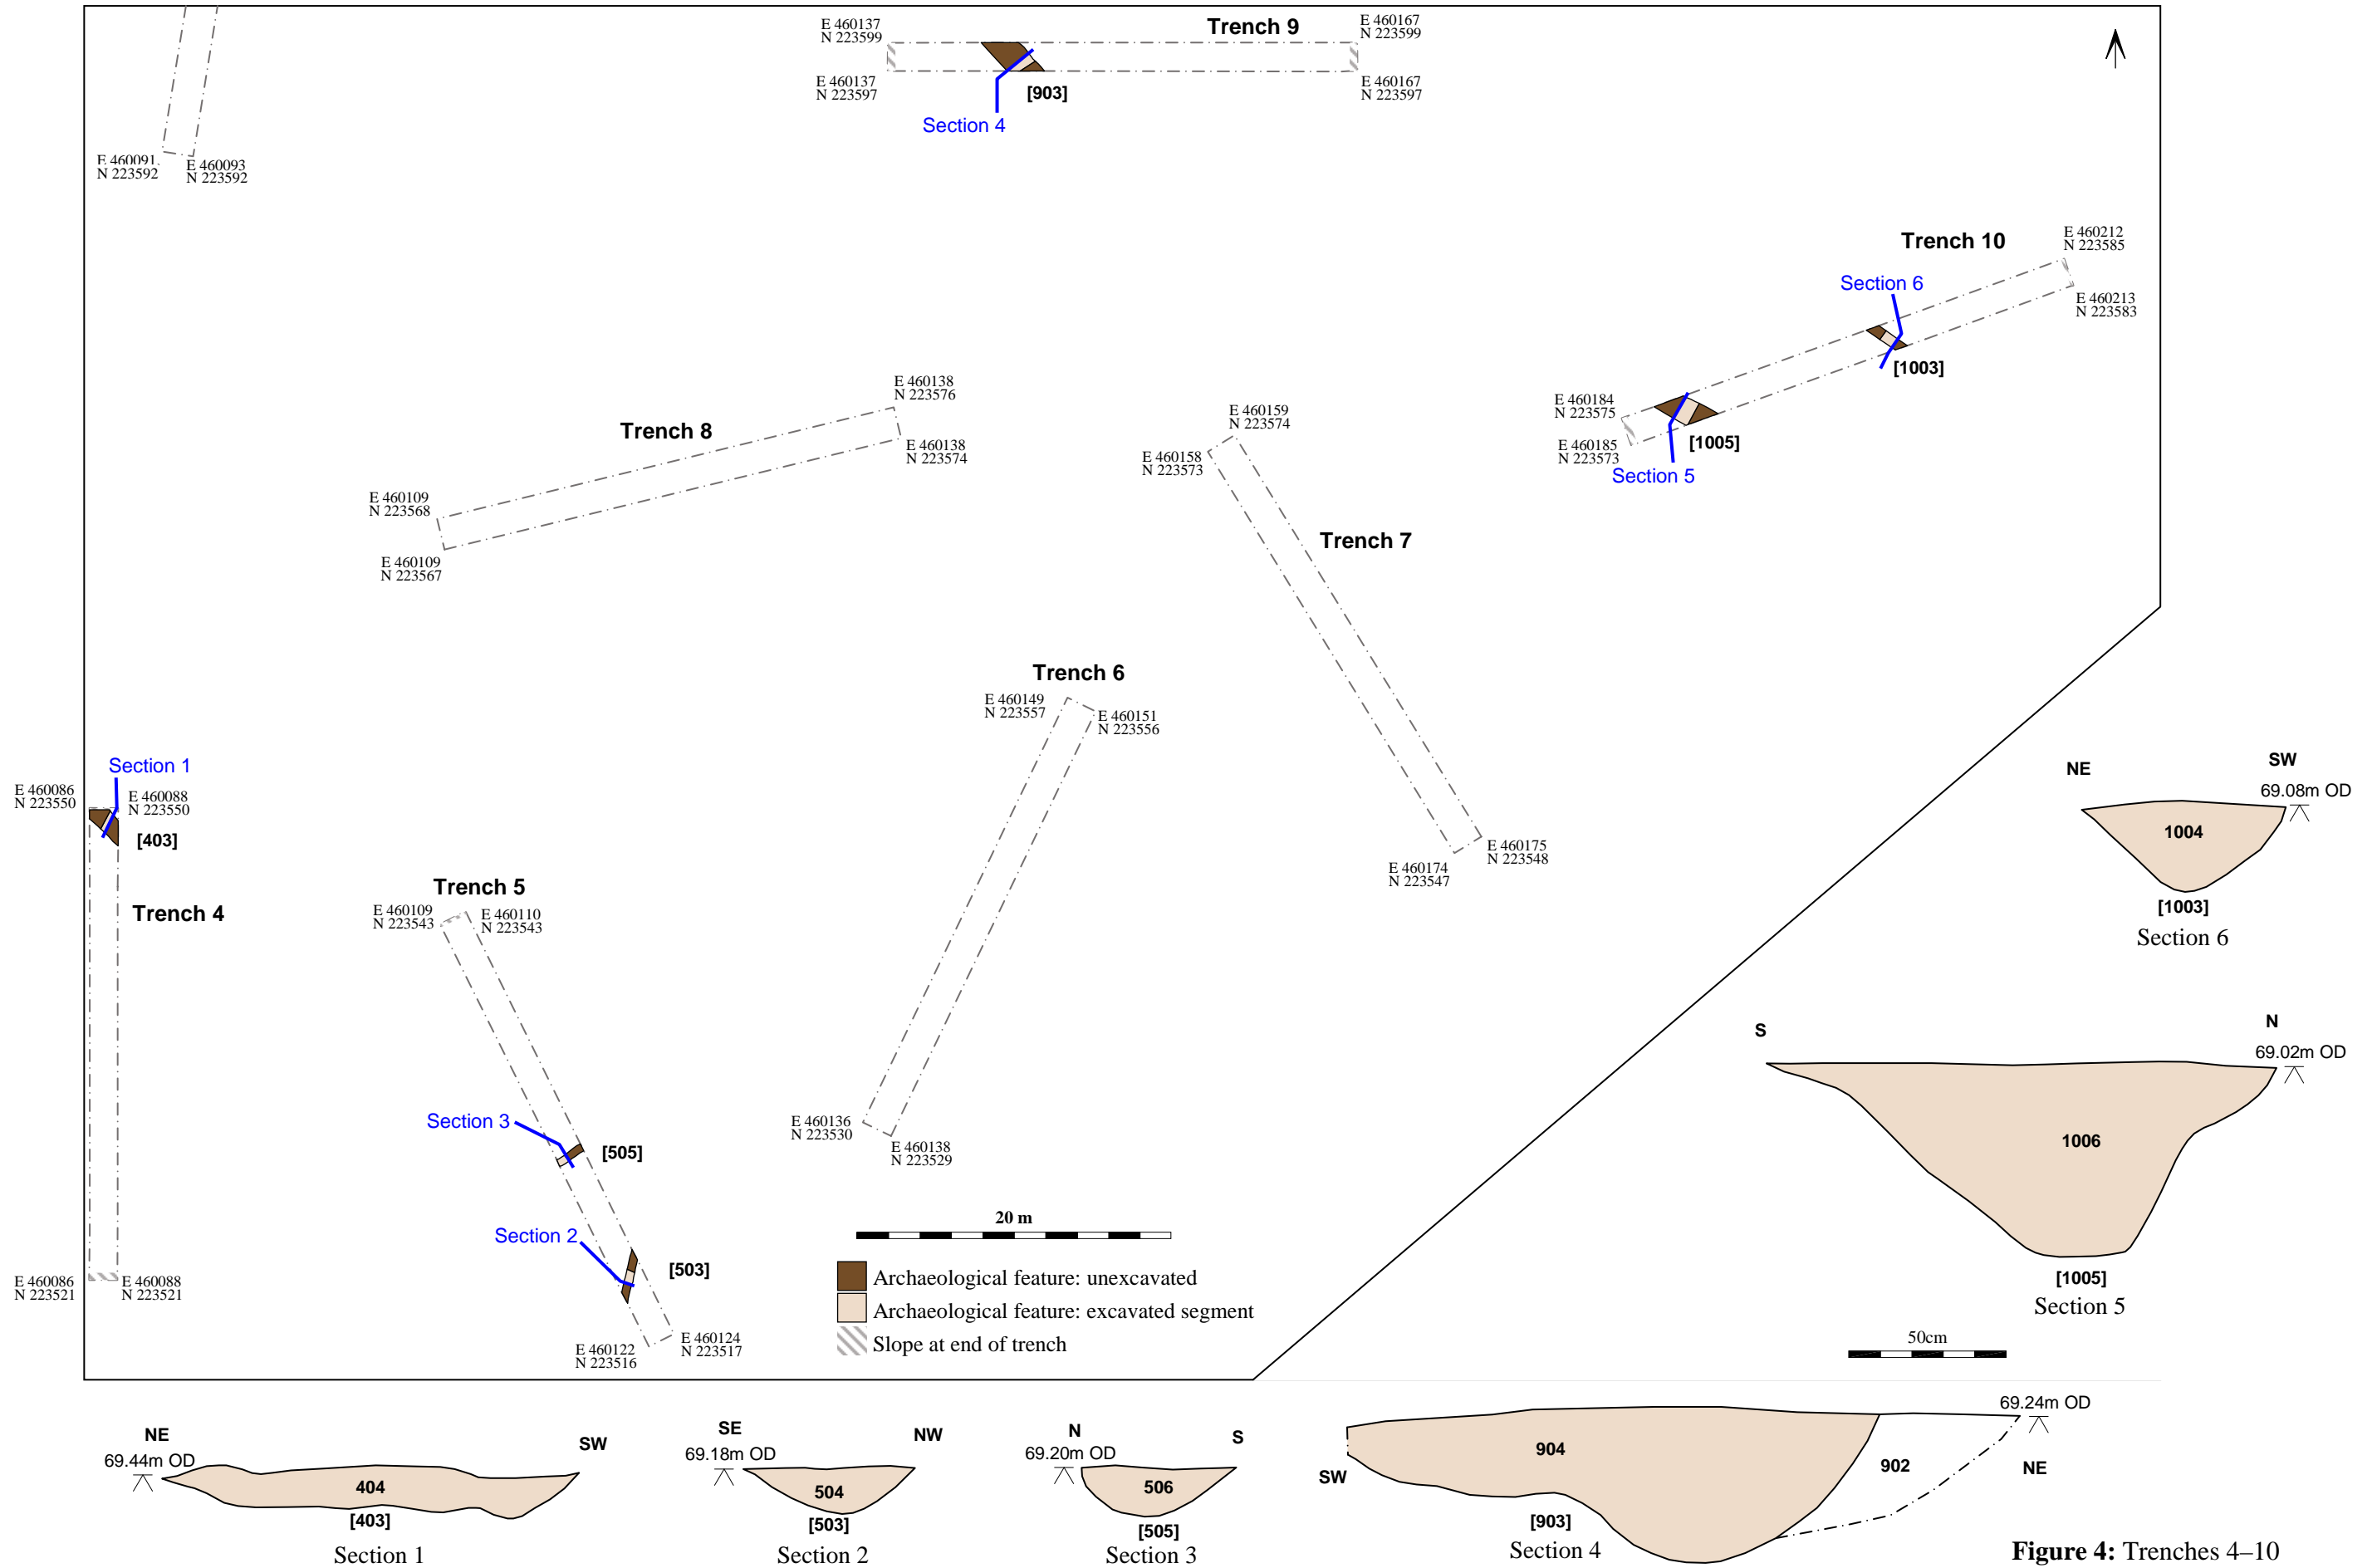 E 460137
N 223599
Trench 9
E 460167
N 223599
E 460137
N 223597
[903]
E 460167
N 223597
Section 4
E 460091
N 223592
E 460093
N 223592
Trench 10
E 460212
N 223585
Section 6
E 460213
N 223583
[1003]
E 460184
N 223575
E 460185
N 223573
[1005]
Section 5
E 460138
N 223576
Trench 8
E 460138
N 223574
E 460109
N 223568
E 460109
N 223567
E 460159
N 223574
E 460158
N 223573
Trench 7
E 460175
N 223548
E 460174
N 223547
Trench 6
E 460149
N 223557
E 460151
N 223556
E 460136
N 223530
E 460138
N 223529
Section 1
E 460086
N 223550
E 460088
N 223550
[403]
Trench 4
E 460086
N 223521
E 460088
N 223521
Trench 5
E 460109
N 223543
E 460110
N 223543
Section 3
[505]
Section 2
[503]
E 460124
N 223517
E 460122
N 223516
20 m
Archaeological feature: unexcavated
Archaeological feature: excavated segment
Slope at end of trench
NE
SW
69.08m OD
1004
[1003]
Section 6
S
N
69.02m OD
1006
[1005]
Section 5
50cm
NE
69.44m OD
SW
404
[403]
Section 1
SE
69.18m OD
NW
504
[503]
Section 2
N
69.20m OD
S
506
[505]
Section 3
69.24m OD
904
902
SW
NE
[903]
Section 4
Figure 4: Trenches 4–10